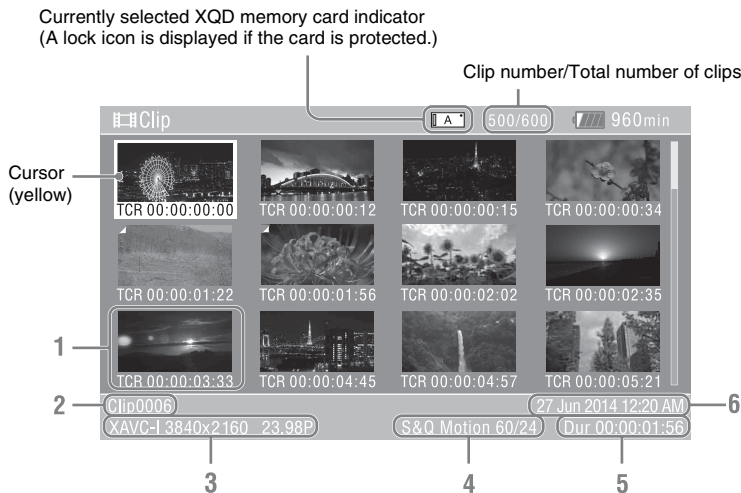 Currently selected XQD memory card indicator
(A lock icon is displayed if the card is protected.)
Clip number/Total number of clips
Clip
A
500/600
960min
Cursor
(yellow)
TCR 00:00:00:00
TCR 00:00:00:12
TCR 00:00:00:15
TCR 00:00:00:34
TCR 00:00:01:22
TCR 00:00:01:56
TCR 00:00:02:02
TCR 00:00:02:35
1
TCR 00:00:03:33
TCR 00:00:04:45
TCR 00:00:04:57
TCR 00:00:05:21
2
Clip0006
27 Jun 2014 12:20 AM
6
XAVC-I 3840x2160 23.98P
S&Q Motion 60/24
Dur 00:00:01:56
3
4
5